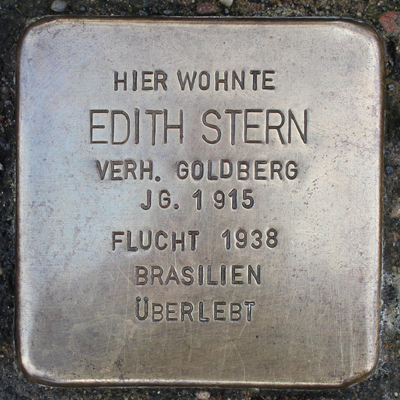 HIER WOHNTE
EDITH STERN
VERH. GOLDBERG
JG. 1915
FLUCHT 1938
BRASILIEN
ÜBERLEBT